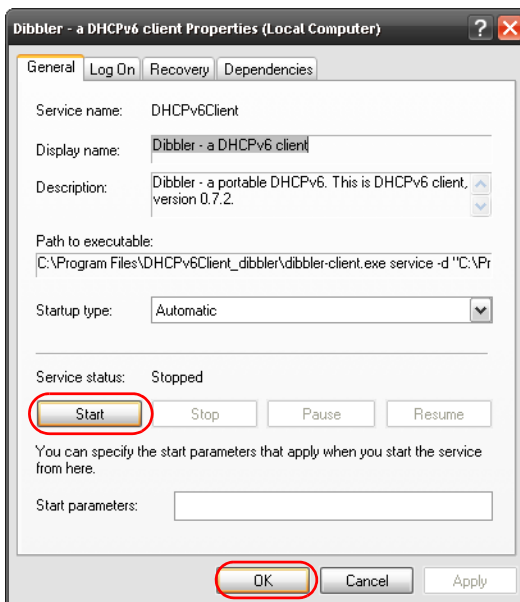 Dibbler - a DHCPv6 client Properties (Local Computer)
General Log On Recovery Dependencies
Service name: DHCPv6Client
Display name: Dibbler - a DHCPv6 client
Description: Dibbler - a portable DHCPv6. This is DHCPv6 client,
version 0.7.2.
Path to executable:
C:\Program Files\DHCPv6Client_dibbler\dibbler-client.exe service -d "C:\Pr
Startup type: Automatic
Service status: Stopped
Start Stop Pause Resume
You can specify the start parameters that apply when you start the service
from here.
Start parameters:
OK Cancel Apply